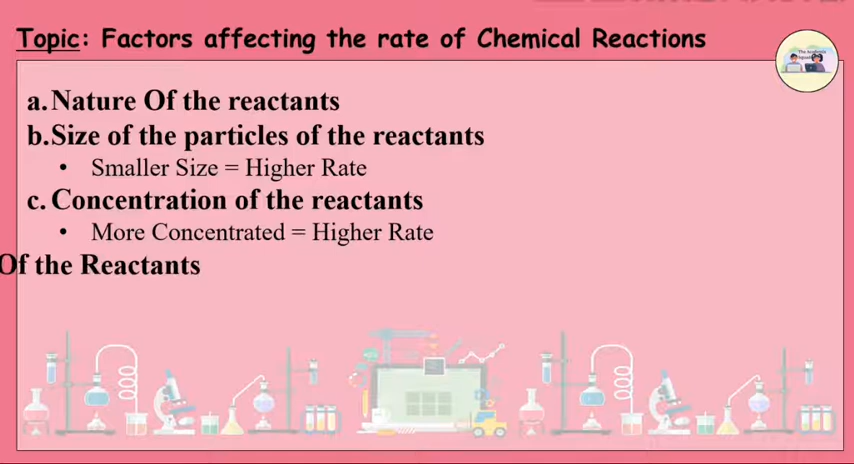 Topic: Factors affecting the rate of Chemical Reactions
a. Nature Of the reactants
b. Size of the particles of the reactants
• Smaller Size = Higher Rate
c. Concentration of the reactants
• More Concentrated = Higher Rate
Of the Reactants